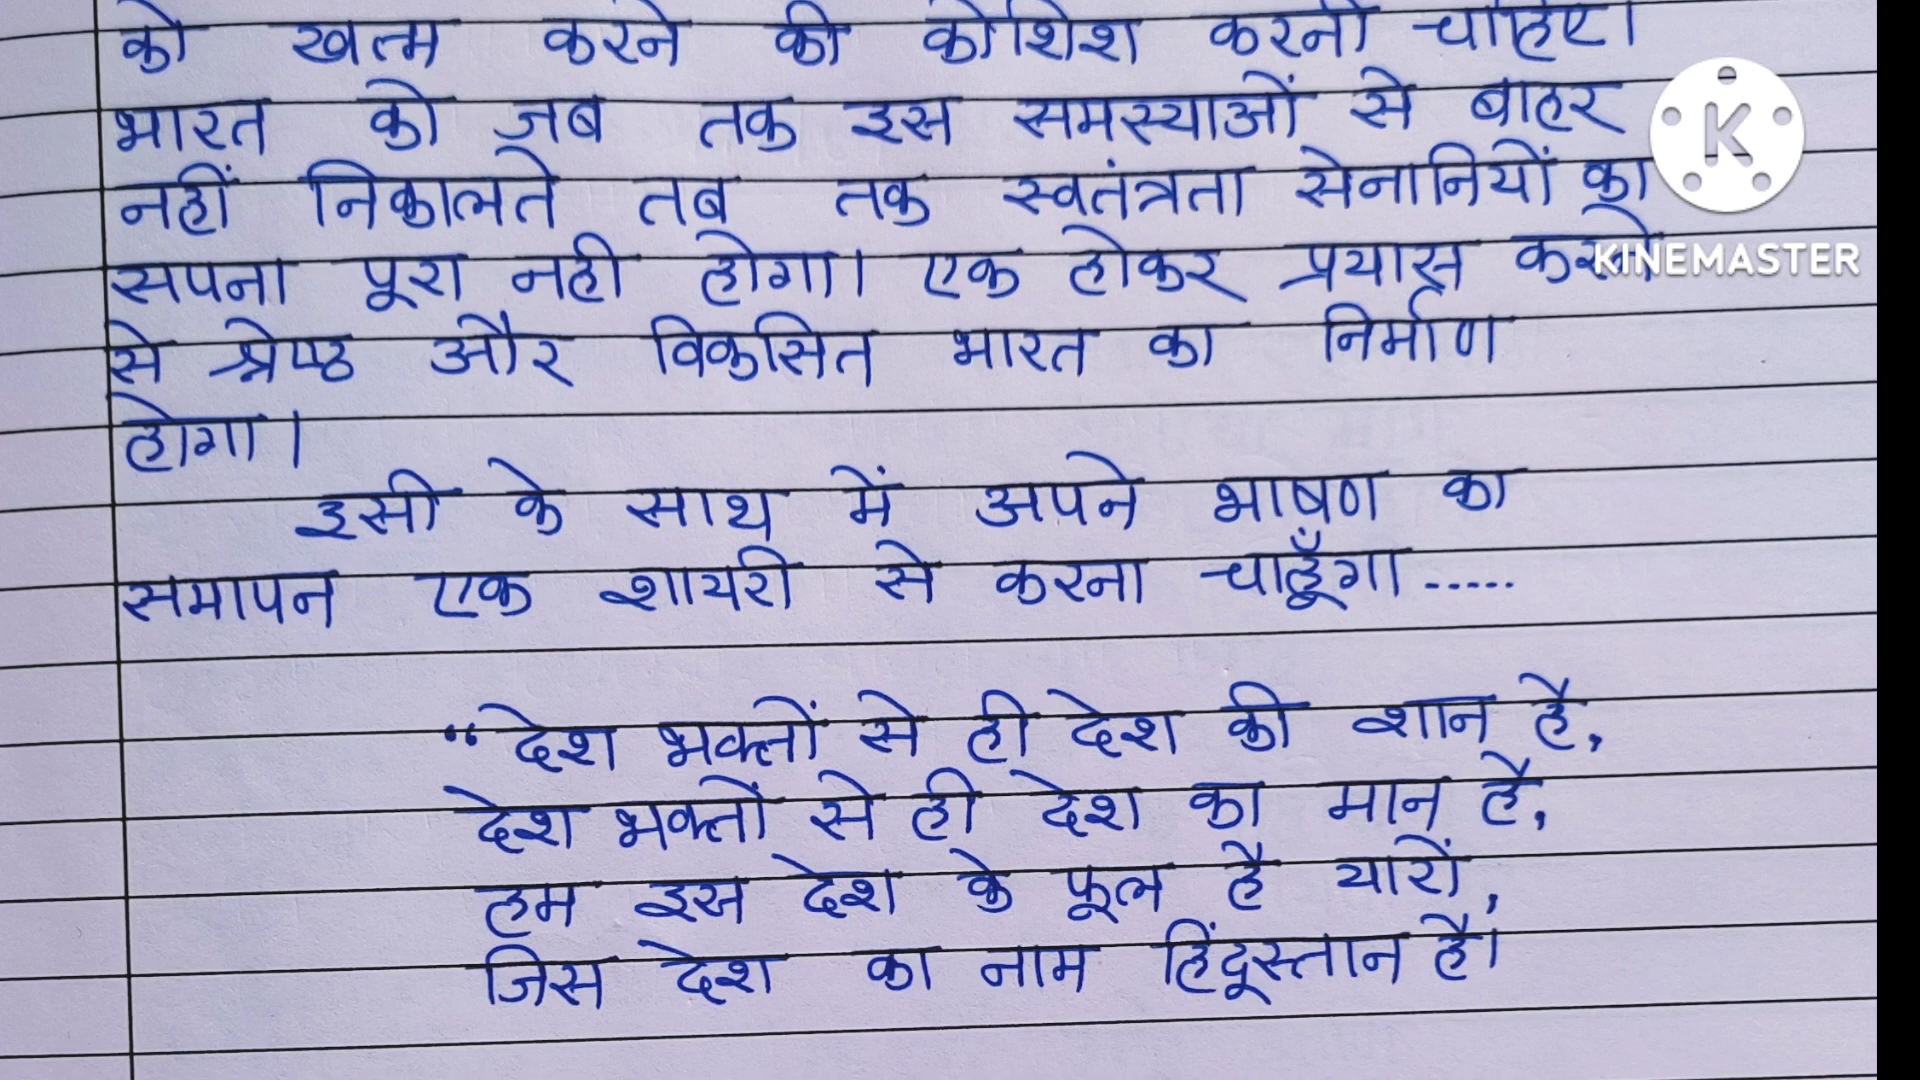 को खत्म करने की कोशिश करनी चाहिए।
भारत को जब तक इस समस्याओं से बाहर
नहीं निकालते तब तक स्वतंत्रता सेनानियों का
सपना पूरा नही होगा। एक होकर प्रयास करने
से श्रेष्ठ और विकसित भारत का निर्माण
होगा।
इसी के साथ में अपने भाषण का
समापन एक शायरी से करना चाहूँगा.....
“देश भक्तों से ही देश की शान है,
देश भक्तों से ही देश का मान है,
हम इस देश के फूल है यारों,
जिस देश का नाम हिंदूस्तान है।
K
KINEMASTER